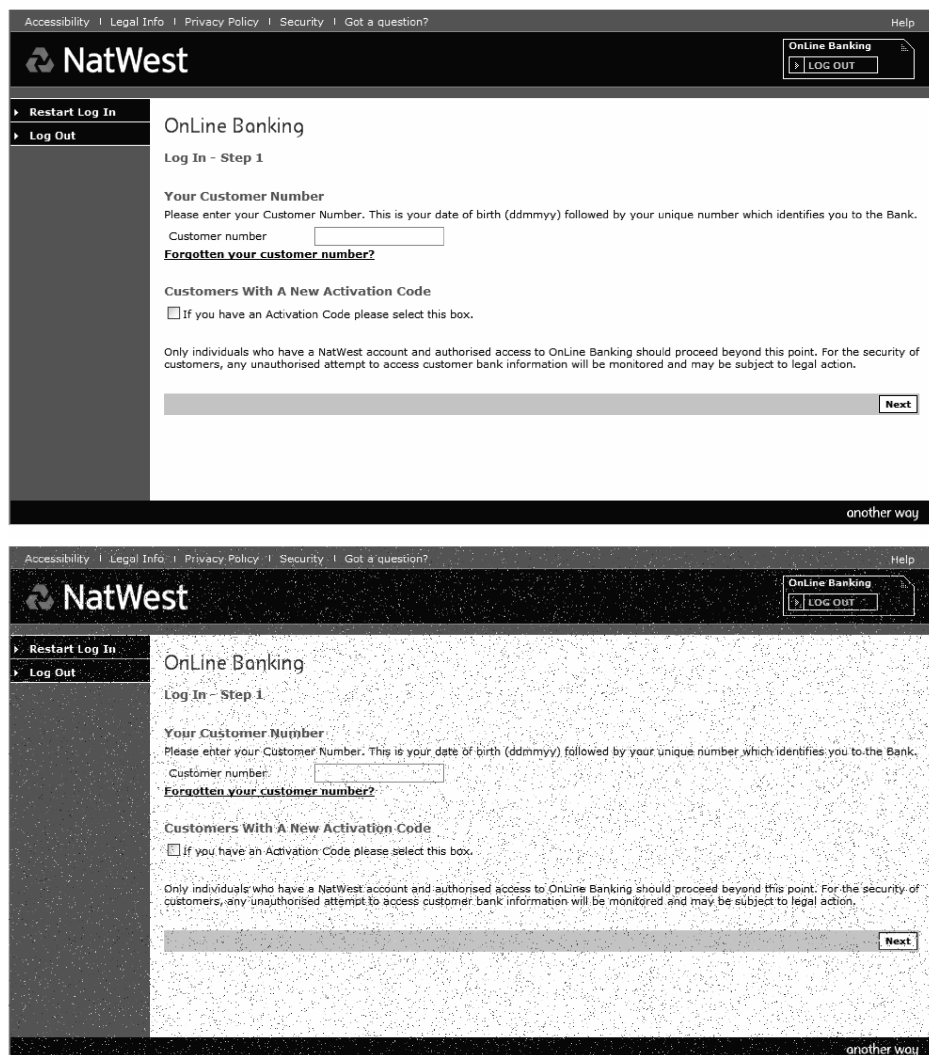 Accessibility | Legal Info | Privacy Policy | Security | Got a question? Help
NatWest
OnLine Banking
LOG OUT
Restart Log In
Log Out
OnLine Banking
Log In - Step 1
Your Customer Number
Please enter your Customer Number. This is your date of birth (ddmmyy) followed by your unique number which identifies you to the Bank.
Customer number
Forgotten your customer number?
Customers With A New Activation Code
If you have an Activation Code please select this box.
Only individuals who have a NatWest account and authorised access to OnLine Banking should proceed beyond this point. For the security of
customers, any unauthorised attempt to access customer bank information will be monitored and may be subject to legal action.
Next
another way
Accessibility | Legal Info | Privacy Policy | Security | Got a question? Help
NatWest
OnLine Banking
LOG OUT
Restart Log In
Log Out
OnLine Banking
Log In - Step 1
Your Customer Number
Please enter your Customer Number. This is your date of birth (ddmmyy) followed by your unique number which identifies you to the Bank.
Customer number
Forgotten your customer number?
Customers With A New Activation Code
If you have an Activation Code please select this box.
Only individuals who have a NatWest account and authorised access to OnLine Banking should proceed beyond this point. For the security of
customers, any unauthorised attempt to access customer bank information will be monitored and may be subject to legal action.
Next
another way